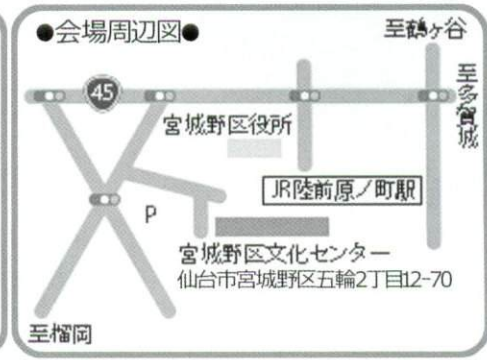 ●会場周辺図●
至鶴ヶ谷
至多賀城
45
宮城野区役所
JR陸前原ノ町駅
P
宮城野区文化センター
仙台市宮城野区五輪2丁目12-70
至榴岡